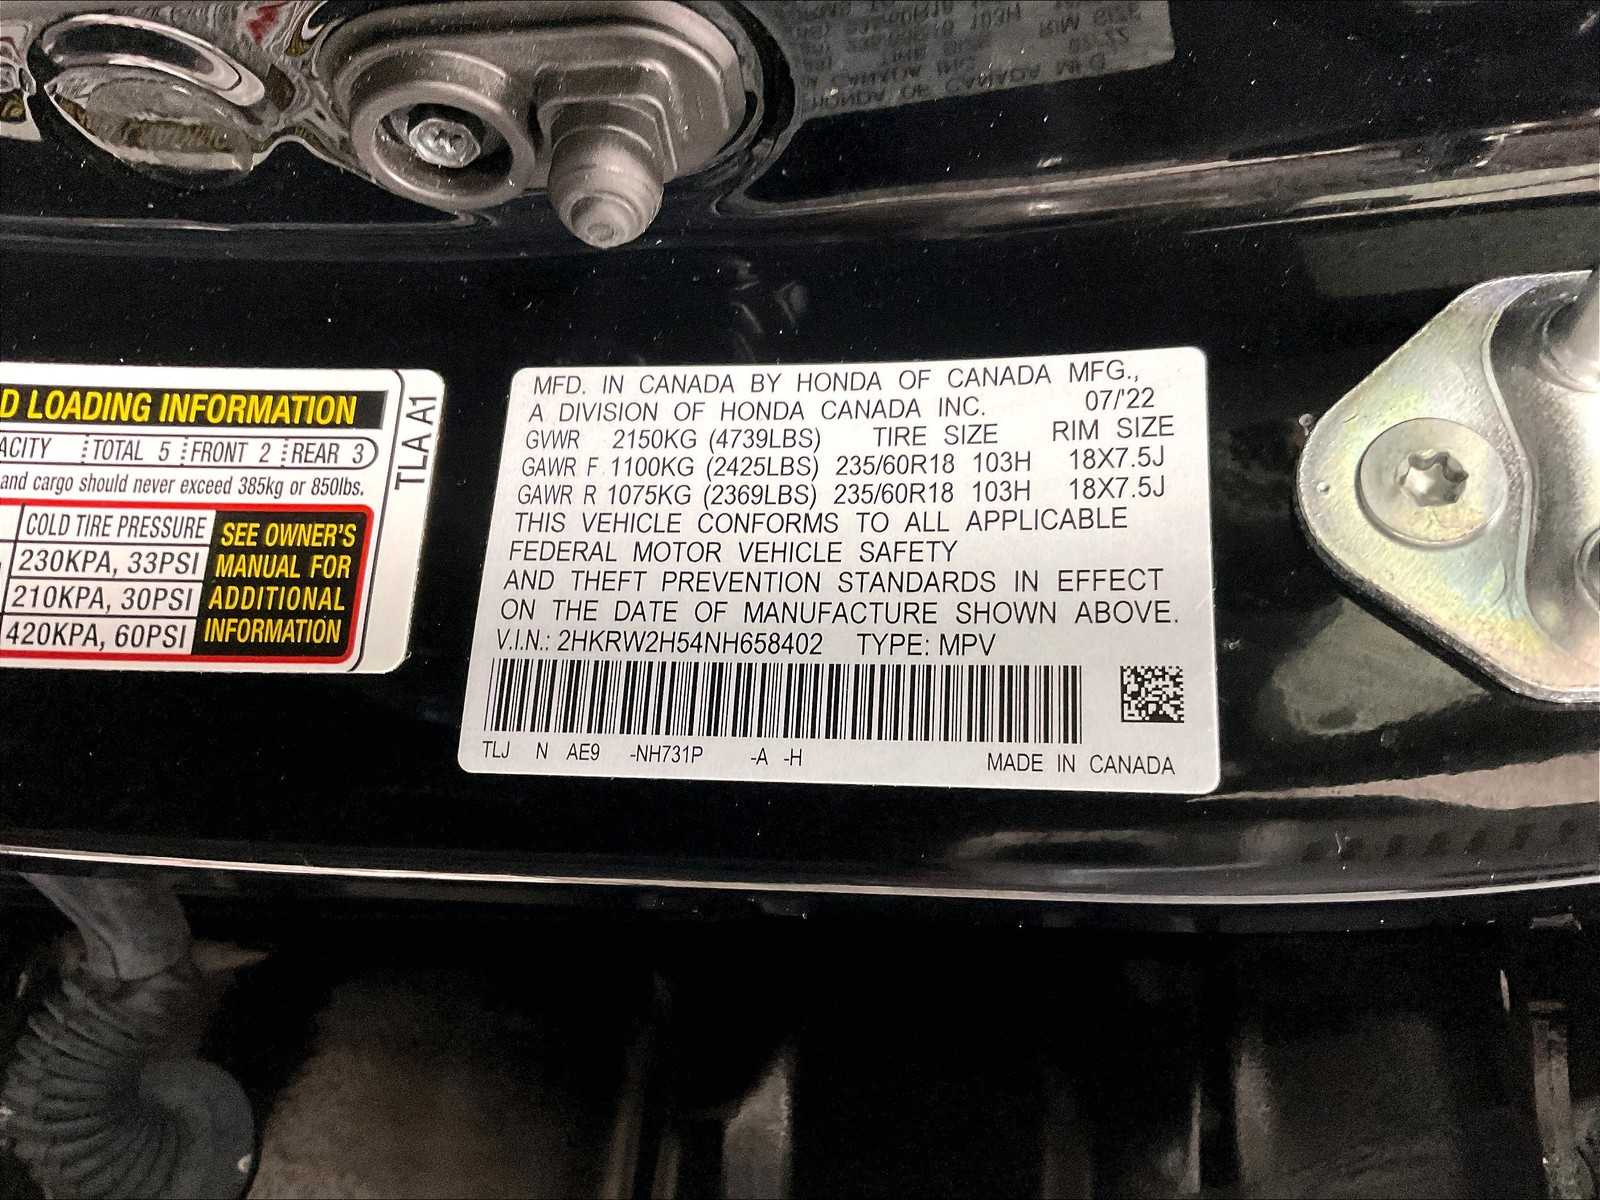 D LOADING INFORMATION
ACITY TOTAL 5 FRONT 2 REAR 3
and cargo should never exceed 385kg or 850lbs.
COLD TIRE PRESSURE
230KPA, 33PSI
210KPA, 30PSI
420KPA, 60PSI
SEE OWNER'S
MANUAL FOR
ADDITIONAL
INFORMATION
TLA A1
MFD. IN CANADA BY HONDA OF CANADA MFG.,
A DIVISION OF HONDA CANADA INC. 07/'22
GVWR 2150KG (4739LBS) TIRE SIZE RIM SIZE
GAWR F 1100KG (2425LBS) 235/60R18 103H 18X7.5J
GAWR R 1075KG (2369LBS) 235/60R18 103H 18X7.5J
THIS VEHICLE CONFORMS TO ALL APPLICABLE
FEDERAL MOTOR VEHICLE SAFETY
AND THEFT PREVENTION STANDARDS IN EFFECT
ON THE DATE OF MANUFACTURE SHOWN ABOVE.
V.I.N.: 2HKRW2H54NH658402 TYPE: MPV
TLJ N AE9 -NH731P -A -H MADE IN CANADA